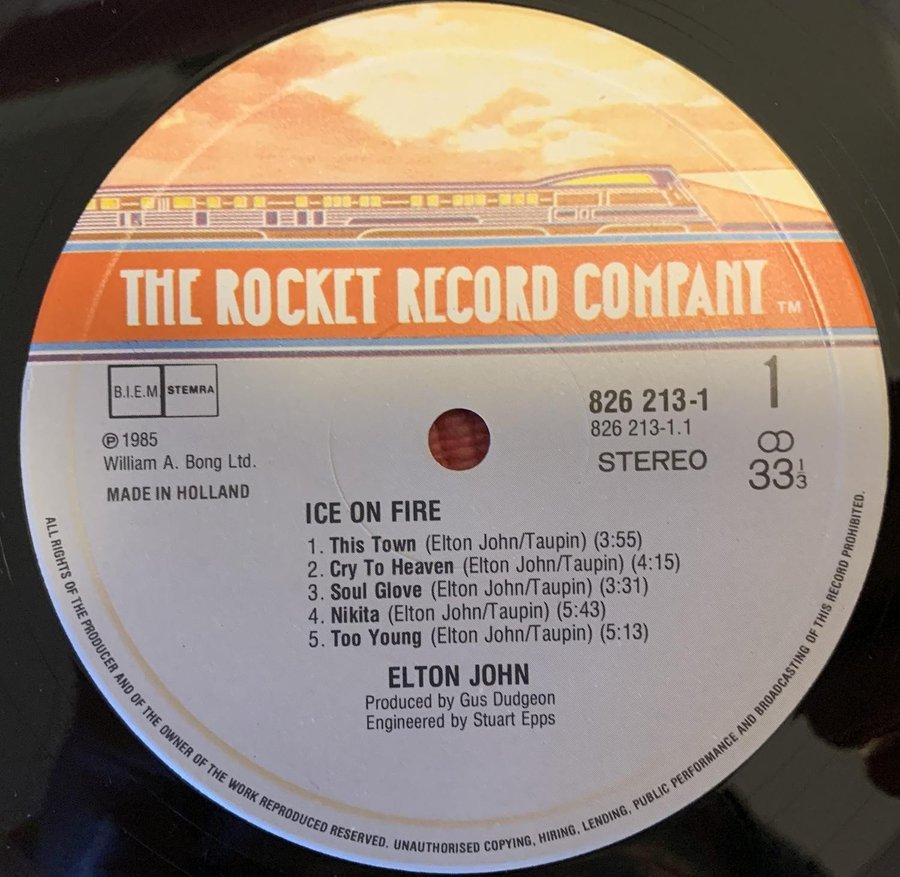 THE ROCKET RECORD COMPANY TM
B.I.E.M. STEMRA
℗ 1985
William A. Bong Ltd.
MADE IN HOLLAND
826 213-1
826 213-1.1
STEREO
1
33 1/3
ICE ON FIRE
1. This Town (Elton John/Taupin) (3:55)
2. Cry To Heaven (Elton John/Taupin) (4:15)
3. Soul Glove (Elton John/Taupin) (3:31)
4. Nikita (Elton John/Taupin) (5:43)
5. Too Young (Elton John/Taupin) (5:13)
ELTON JOHN
Produced by Gus Dudgeon
Engineered by Stuart Epps
ALL RIGHTS OF THE PRODUCER AND OF THE OWNER OF THE WORK REPRODUCED RESERVED. UNAUTHORISED COPYING, HIRING, LENDING, PUBLIC PERFORMANCE AND BROADCASTING OF THIS RECORD PROHIBITED.